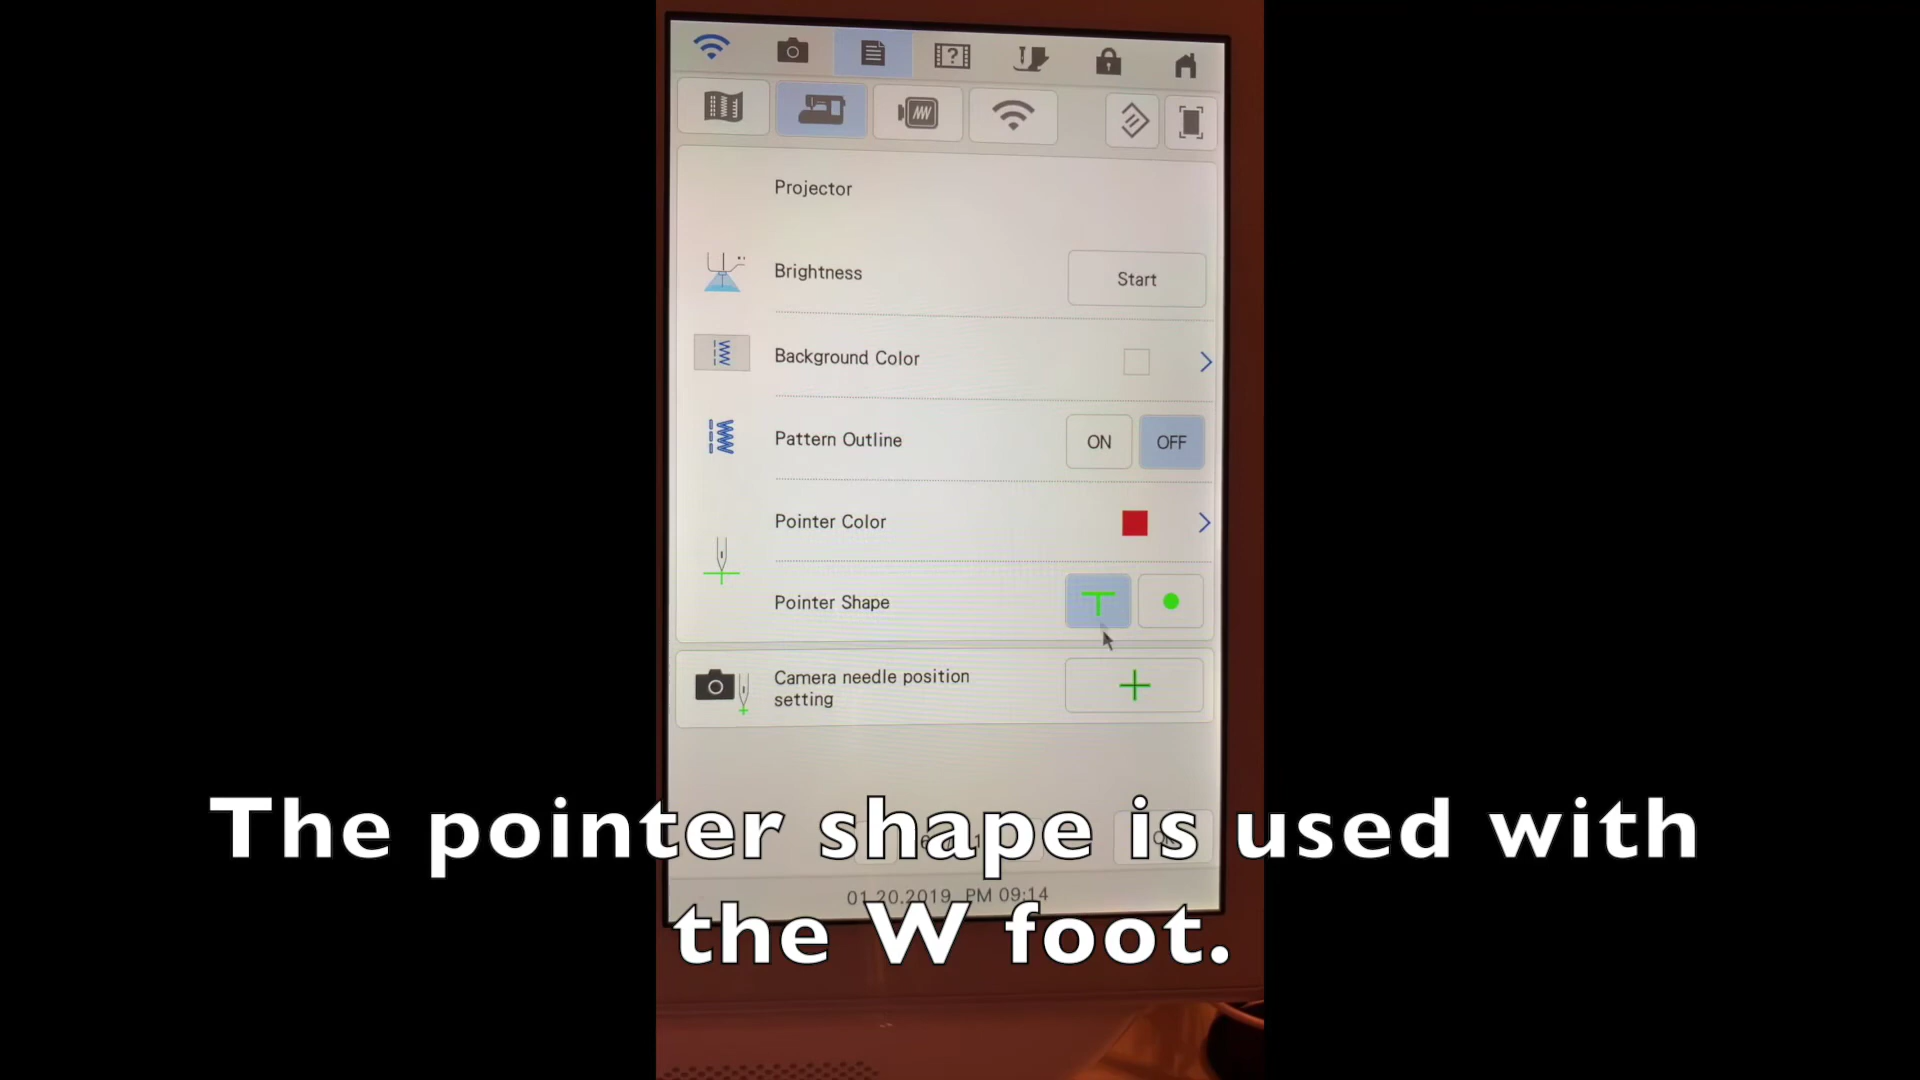 Projector
Brightness
Start
Background Color
Pattern Outline
ON
OFF
Pointer Color
Pointer Shape
Camera needle position
setting
The pointer shape is used with
01.20.2019 PM 09:14
the W foot.